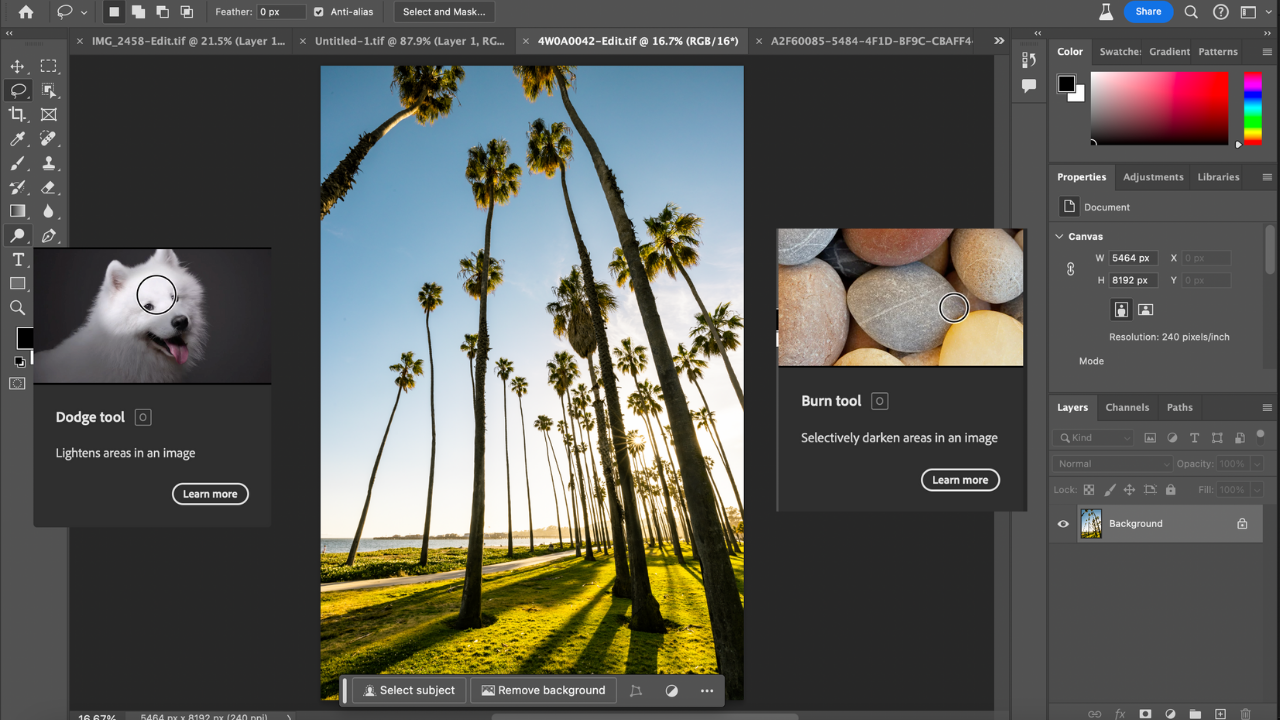 Feather: 0 px Anti-alias Select and Mask... Share
IMG_2458-Edit.tif @ 21.5% (Layer 1... Untitled-1.tif @ 87.9% (Layer 1, RG... 4W0A0042-Edit.tif @ 16.7% (RGB/16*) A2F60085-5484-4F1D-BF9C-CBAFF4-
Color Swatche: Gradient Patterns
Properties Adjustments Libraries
Document
Canvas
W 5464 px X 0 px
H 8192 px Y 0 px
Resolution: 240 pixels/inch
Mode
Dodge tool O
Lightens areas in an image
Learn more
Burn tool O
Selectively darken areas in an image
Learn more
Layers Channels Paths
Kind
Normal Opacity: 100%
Lock: Fill: 100%
Background
Select subject Remove background
16.67% 5464 px x 8192 px (240 ppi)
fx